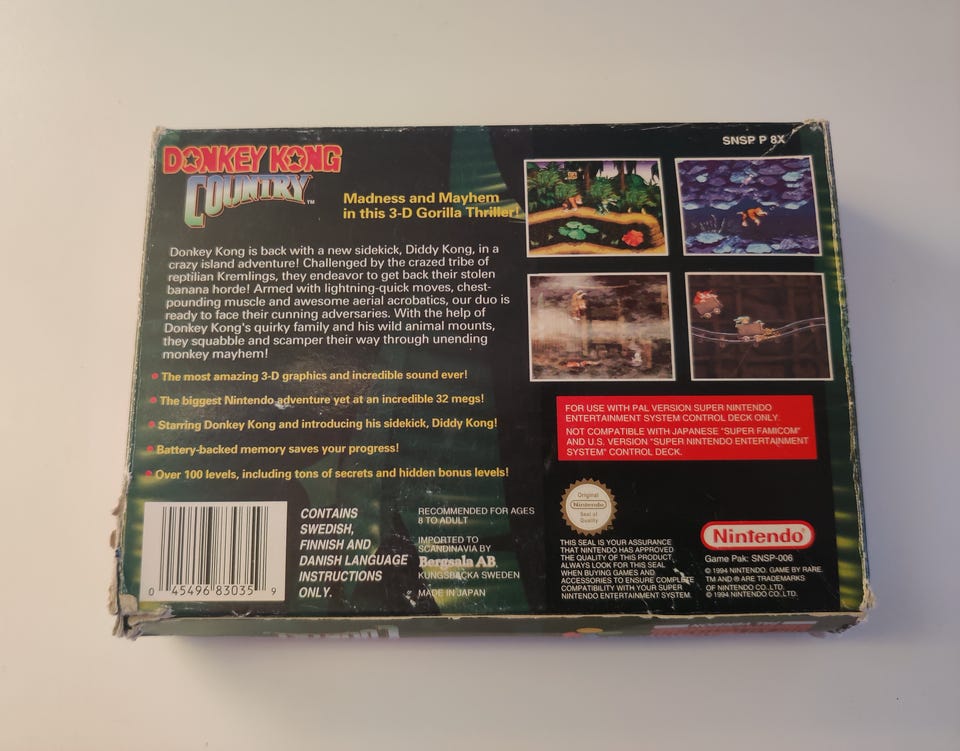 SNSP P 8X
DONKEY KONG
COUNTRY™
Madness and Mayhem
in this 3-D Gorilla Thriller!
Donkey Kong is back with a new sidekick, Diddy Kong, in a
crazy island adventure! Challenged by the crazed tribe of
reptilian Kremlings, they endeavor to get back their stolen
banana horde! Armed with lightning-quick moves, chest-
pounding muscle and awesome aerial acrobatics, our duo is
ready to face their cunning adversaries. With the help of
Donkey Kong's quirky family and his wild animal mounts,
they squabble and scamper their way through unending
monkey mayhem!
• The most amazing 3-D graphics and incredible sound ever!
• The biggest Nintendo adventure yet at an incredible 32 megs!
• Starring Donkey Kong and introducing his sidekick, Diddy Kong!
• Battery-backed memory saves your progress!
• Over 100 levels, including tons of secrets and hidden bonus levels!
FOR USE WITH PAL VERSION SUPER NINTENDO
ENTERTAINMENT SYSTEM CONTROL DECK ONLY.
NOT COMPATIBLE WITH JAPANESE "SUPER FAMICOM"
AND U.S. VERSION "SUPER NINTENDO ENTERTAINMENT
SYSTEM" CONTROL DECK.
0 45496 83035 9
CONTAINS
SWEDISH,
FINNISH AND
DANISH LANGUAGE
INSTRUCTIONS
ONLY.
RECOMMENDED FOR AGES
8 TO ADULT
IMPORTED TO
SCANDINAVIA BY
Bergsala AB
KUNGSBACKA SWEDEN
MADE IN JAPAN
Original
Nintendo
Seal of
Quality
THIS SEAL IS YOUR ASSURANCE
THAT NINTENDO HAS APPROVED
THE QUALITY OF THIS PRODUCT.
ALWAYS LOOK FOR THIS SEAL
WHEN BUYING GAMES AND
ACCESSORIES TO ENSURE COMPLETE
COMPATIBILITY WITH YOUR SUPER
NINTENDO ENTERTAINMENT SYSTEM.
Nintendo®
Game Pak: SNSP-006
© 1994 NINTENDO. GAME BY RARE.
TM AND ® ARE TRADEMARKS
OF NINTENDO CO., LTD.
© 1994 NINTENDO CO., LTD.
COUNTRY